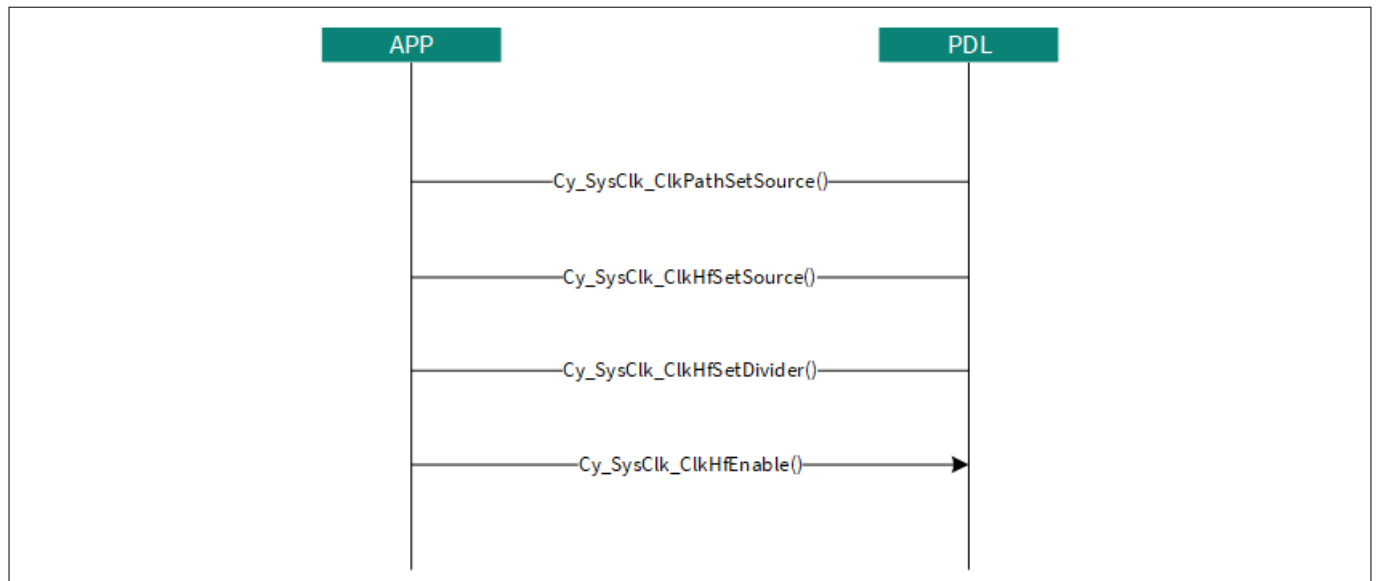 APP
PDL
Cy_SysClk_ClkPathSetSource()
Cy_SysClk_ClkHfSetSource()
Cy_SysClk_ClkHfSetDivider()
Cy_SysClk_ClkHfEnable()